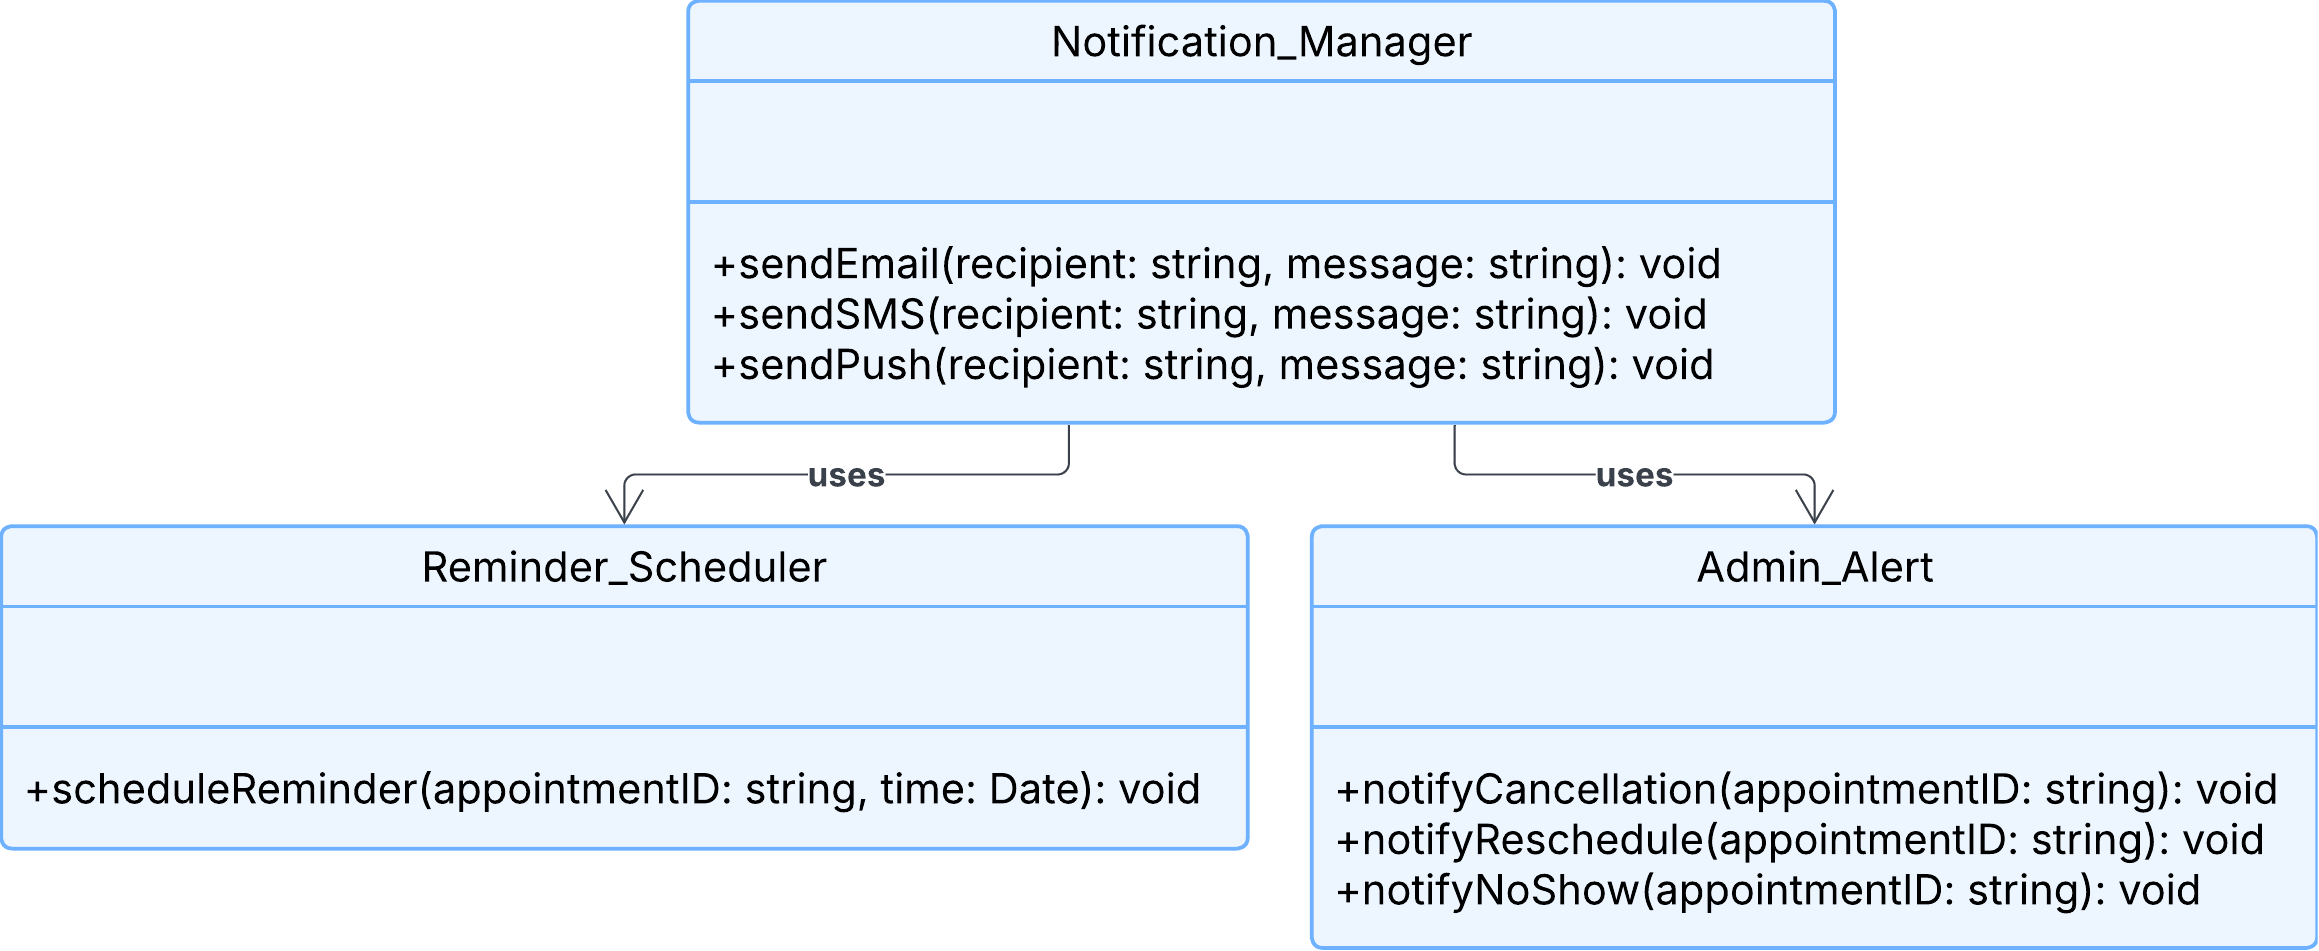 Notification_Manager
+sendEmail(recipient: string, message: string): void
+sendSMS(recipient: string, message: string): void
+sendPush(recipient: string, message: string): void
uses
uses
Reminder_Scheduler
+scheduleReminder(appointmentID: string, time: Date): void
Admin_Alert
+notifyCancellation(appointmentID: string): void
+notifyReschedule(appointmentID: string): void
+notifyNoShow(appointmentID: string): void